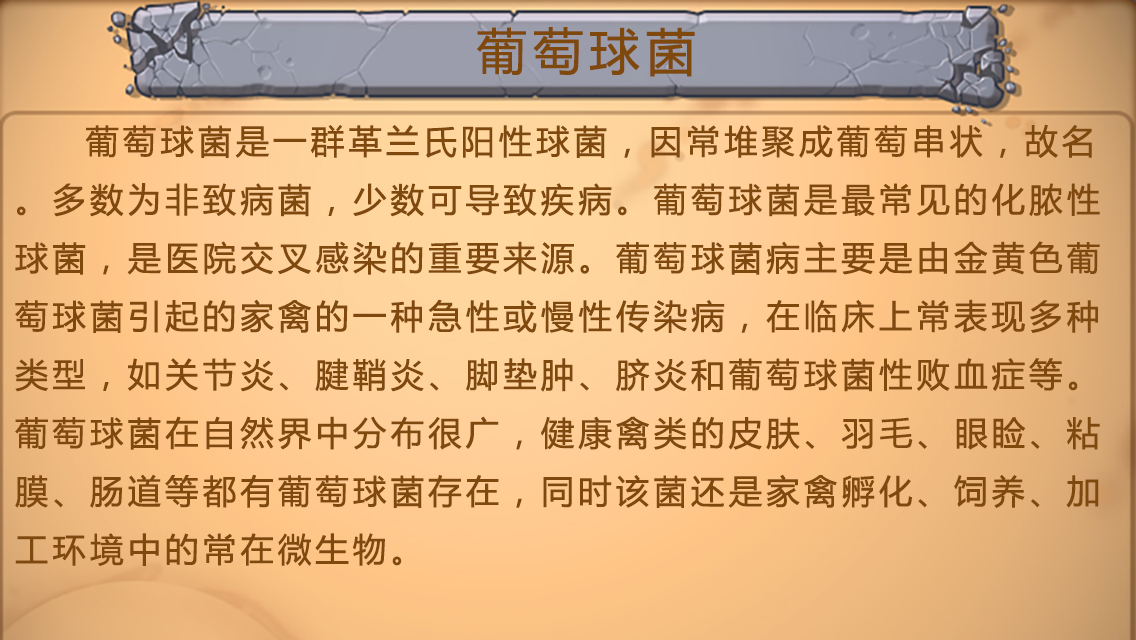 葡萄球菌
葡萄球菌是一群革兰氏阳性球菌，因常堆聚成葡萄串状，故名
。多数为非致病菌，少数可导致疾病。葡萄球菌是最常见的化脓性
球菌，是医院交叉感染的重要来源。葡萄球菌病主要是由金黄色葡
萄球菌引起的家禽的一种急性或慢性传染病，在临床上常表现多种
类型，如关节炎、腱鞘炎、脚垫肿、脐炎和葡萄球菌性败血症等。
葡萄球菌在自然界中分布很广，健康禽类的皮肤、羽毛、眼睑、粘
膜、肠道等都有葡萄球菌存在，同时该菌还是家禽孵化、饲养、加
工环境中的常在微生物。